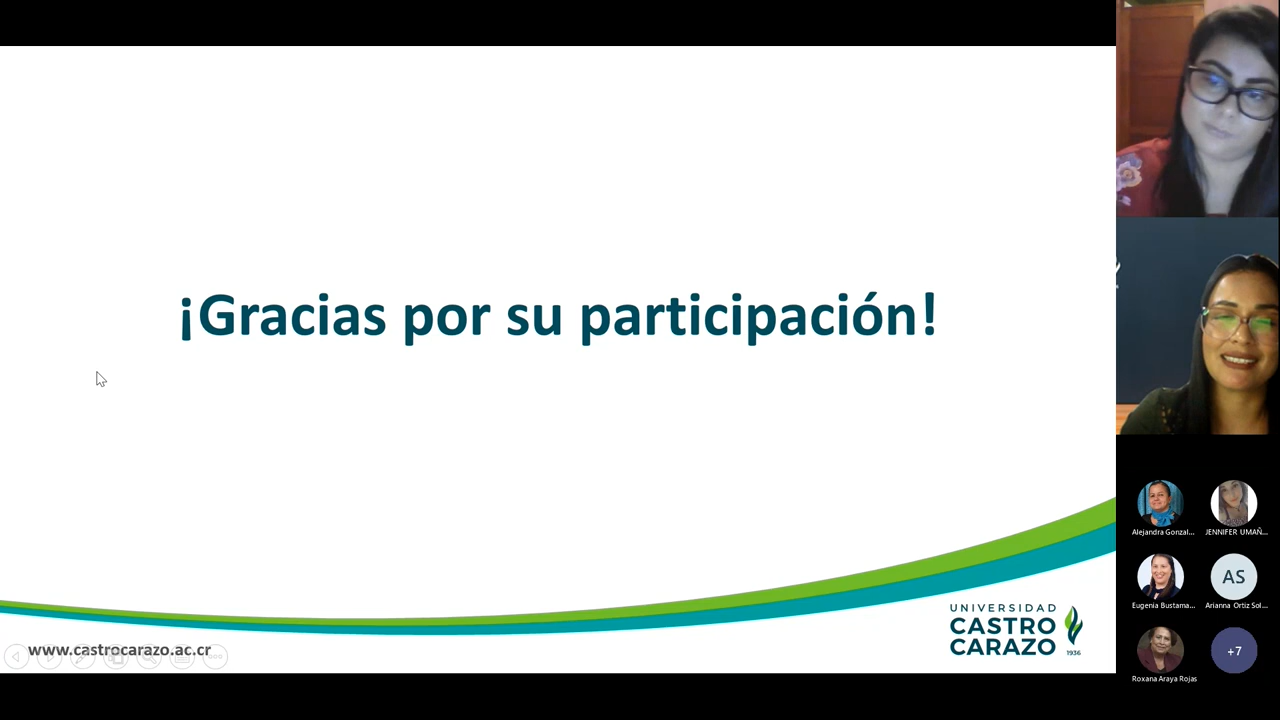 ¡Gracias por su participación!
www.castrocarazo.ac.cr
UNIVERSIDAD
CASTRO
CARAZO
1936
Alejandra Gonzal...
JENNIFER UMAÑ...
Eugenia Bustama...
AS
Arianna Ortiz Sol...
Roxana Araya Rojas
+7